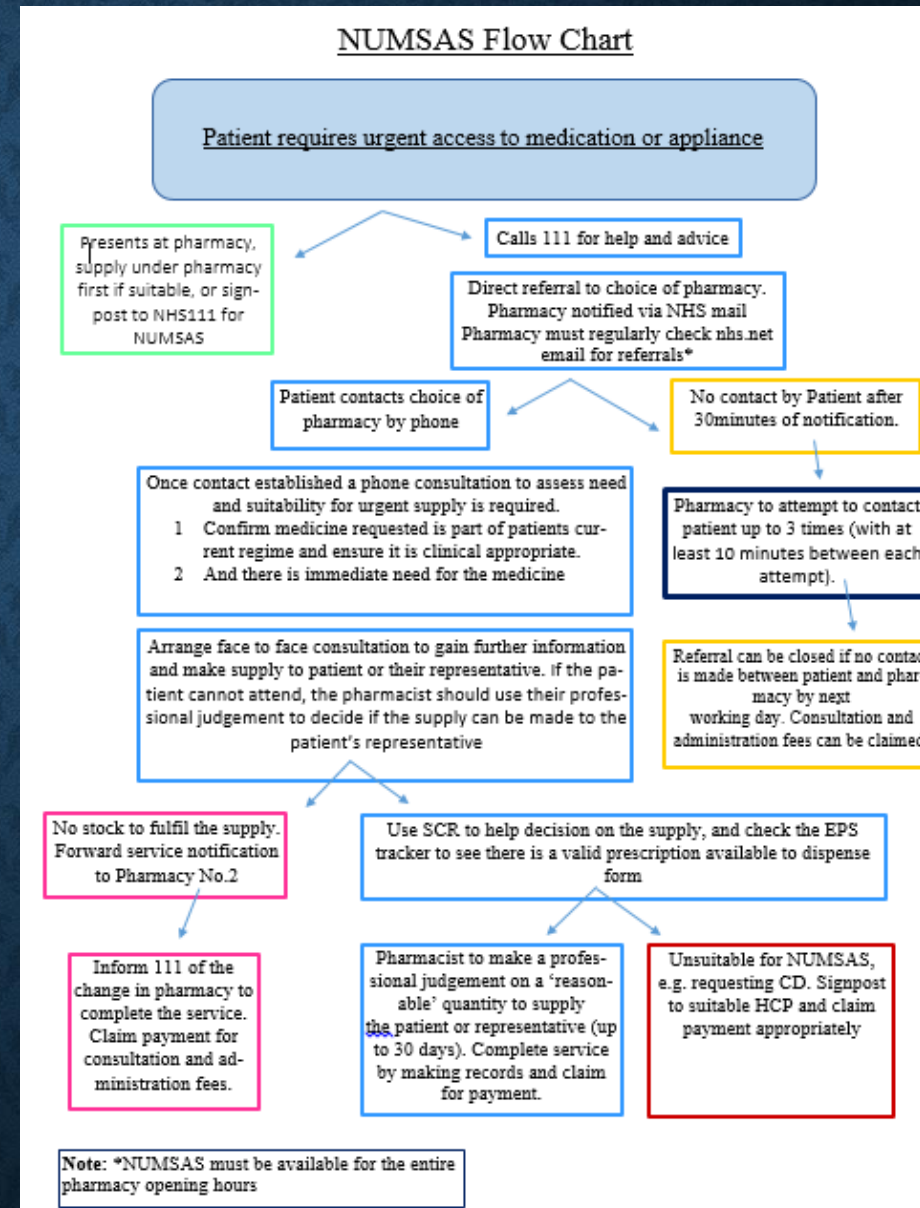 NUMSAS Flow Chart
Patient requires urgent access to medication or appliance
Presents at pharmacy,
supply under pharmacy
first if suitable, or sign-
post to NHS111 for
NUMSAS
Calls 111 for help and advice
Direct referral to choice of pharmacy.
Pharmacy notified via NHS mail
Pharmacy must regularly check nhs.net
email for referrals*
Patient contacts choice of
pharmacy by phone
No contact by Patient after
30minutes of notification.
Once contact established a phone consultation to assess need
and suitability for urgent supply is required.
1 Confirm medicine requested is part of patients cur-
rent regime and ensure it is clinical appropriate.
2 And there is immediate need for the medicine
Pharmacy to attempt to contact
patient up to 3 times (with at
least 10 minutes between each
attempt).
Arrange face to face consultation to gain further information
and make supply to patient or their representative. If the pa-
tient cannot attend, the pharmacist should use their profes-
sional judgement to decide if the supply can be made to the
patient's representative
Referral can be closed if no contac
is made between patient and phar
macy by next
working day. Consultation and
administration fees can be claimed
No stock to fulfil the supply.
Forward service notification
to Pharmacy No.2
Use SCR to help decision on the supply, and check the EPS
tracker to see there is a valid prescription available to dispense
form
Inform 111 of the
change in pharmacy to
complete the service.
Claim payment for
consultation and ad-
ministration fees.
Pharmacist to make a profes-
sional judgement on a 'reason-
able' quantity to supply
the patient or representative (up
to 30 days). Complete service
by making records and claim
for payment.
Unsuitable for NUMSAS,
e.g. requesting CD. Signpost
to suitable HCP and claim
payment appropriately
Note: *NUMSAS must be available for the entire
pharmacy opening hours